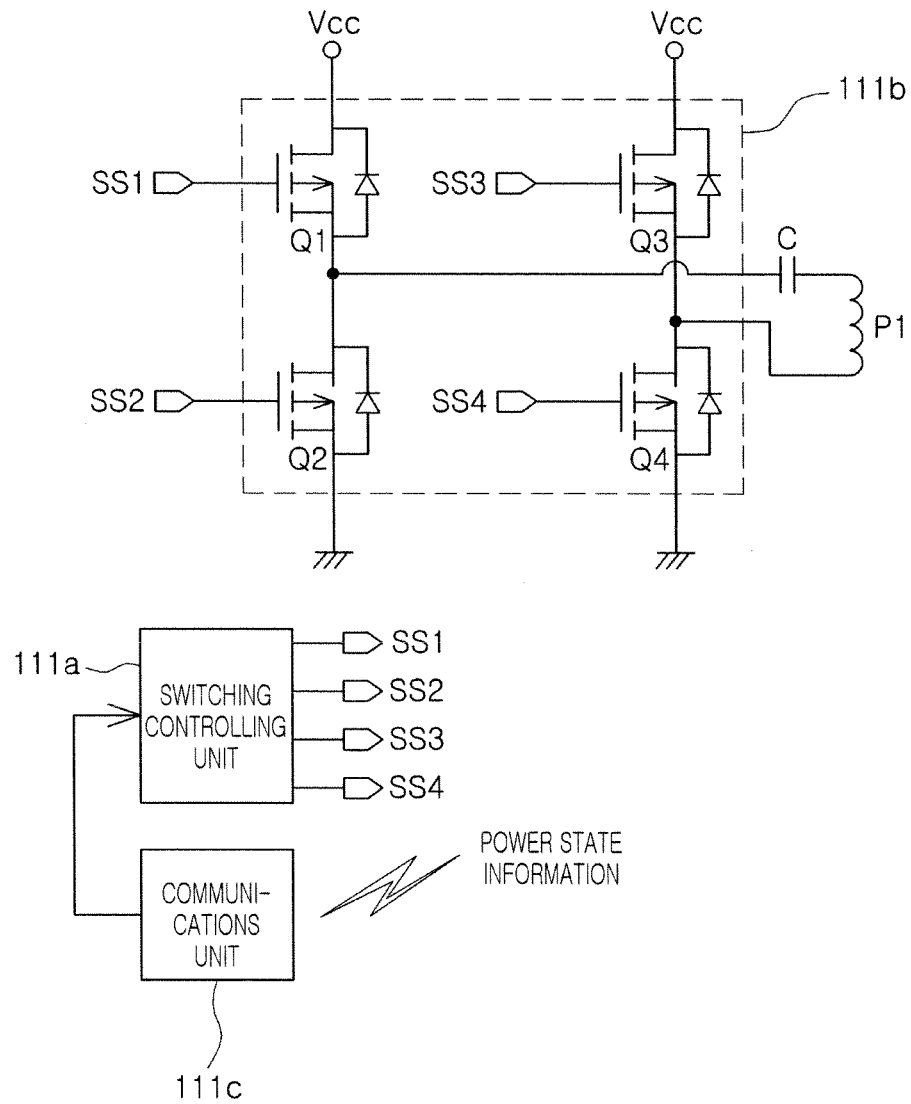 Vcc
Vcc
111b
SS1
SS3
Q1
Q3
C
P1
SS2
SS4
Q2
Q4
111a
SWITCHING
CONTROLLING
UNIT
SS1
SS2
SS3
SS4
COMMUNI-
CATIONS
UNIT
POWER STATE
INFORMATION
111c